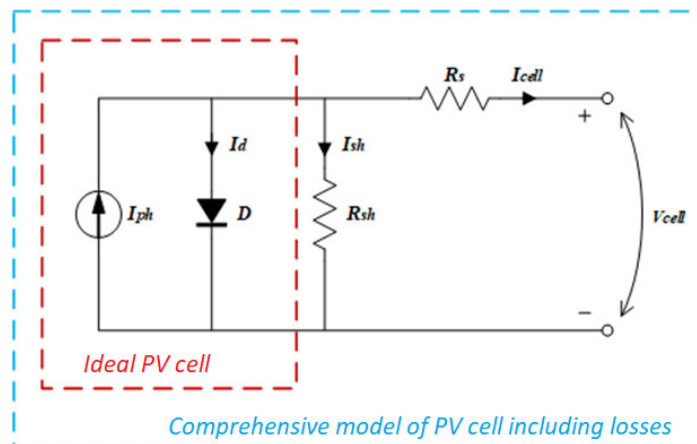 Rs
Icell
+
Id
Ish
Iph
D
Rsh
Vcell
−
Ideal PV cell
Comprehensive model of PV cell including losses